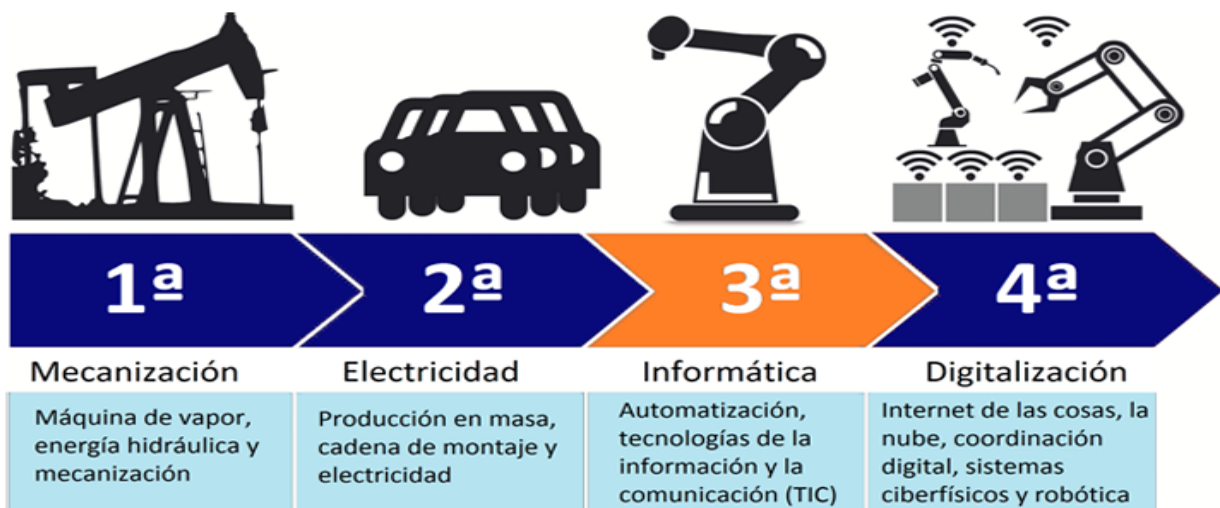 1ª
2ª
3ª
4ª
Mecanización
Electricidad
Informática
Digitalización
Máquina de vapor,
energía hidráulica y
mecanización
Producción en masa,
cadena de montaje y
electricidad
Automatización,
tecnologías de la
información y la
comunicación (TIC)
Internet de las cosas, la
nube, coordinación
digital, sistemas
ciberfísicos y robótica